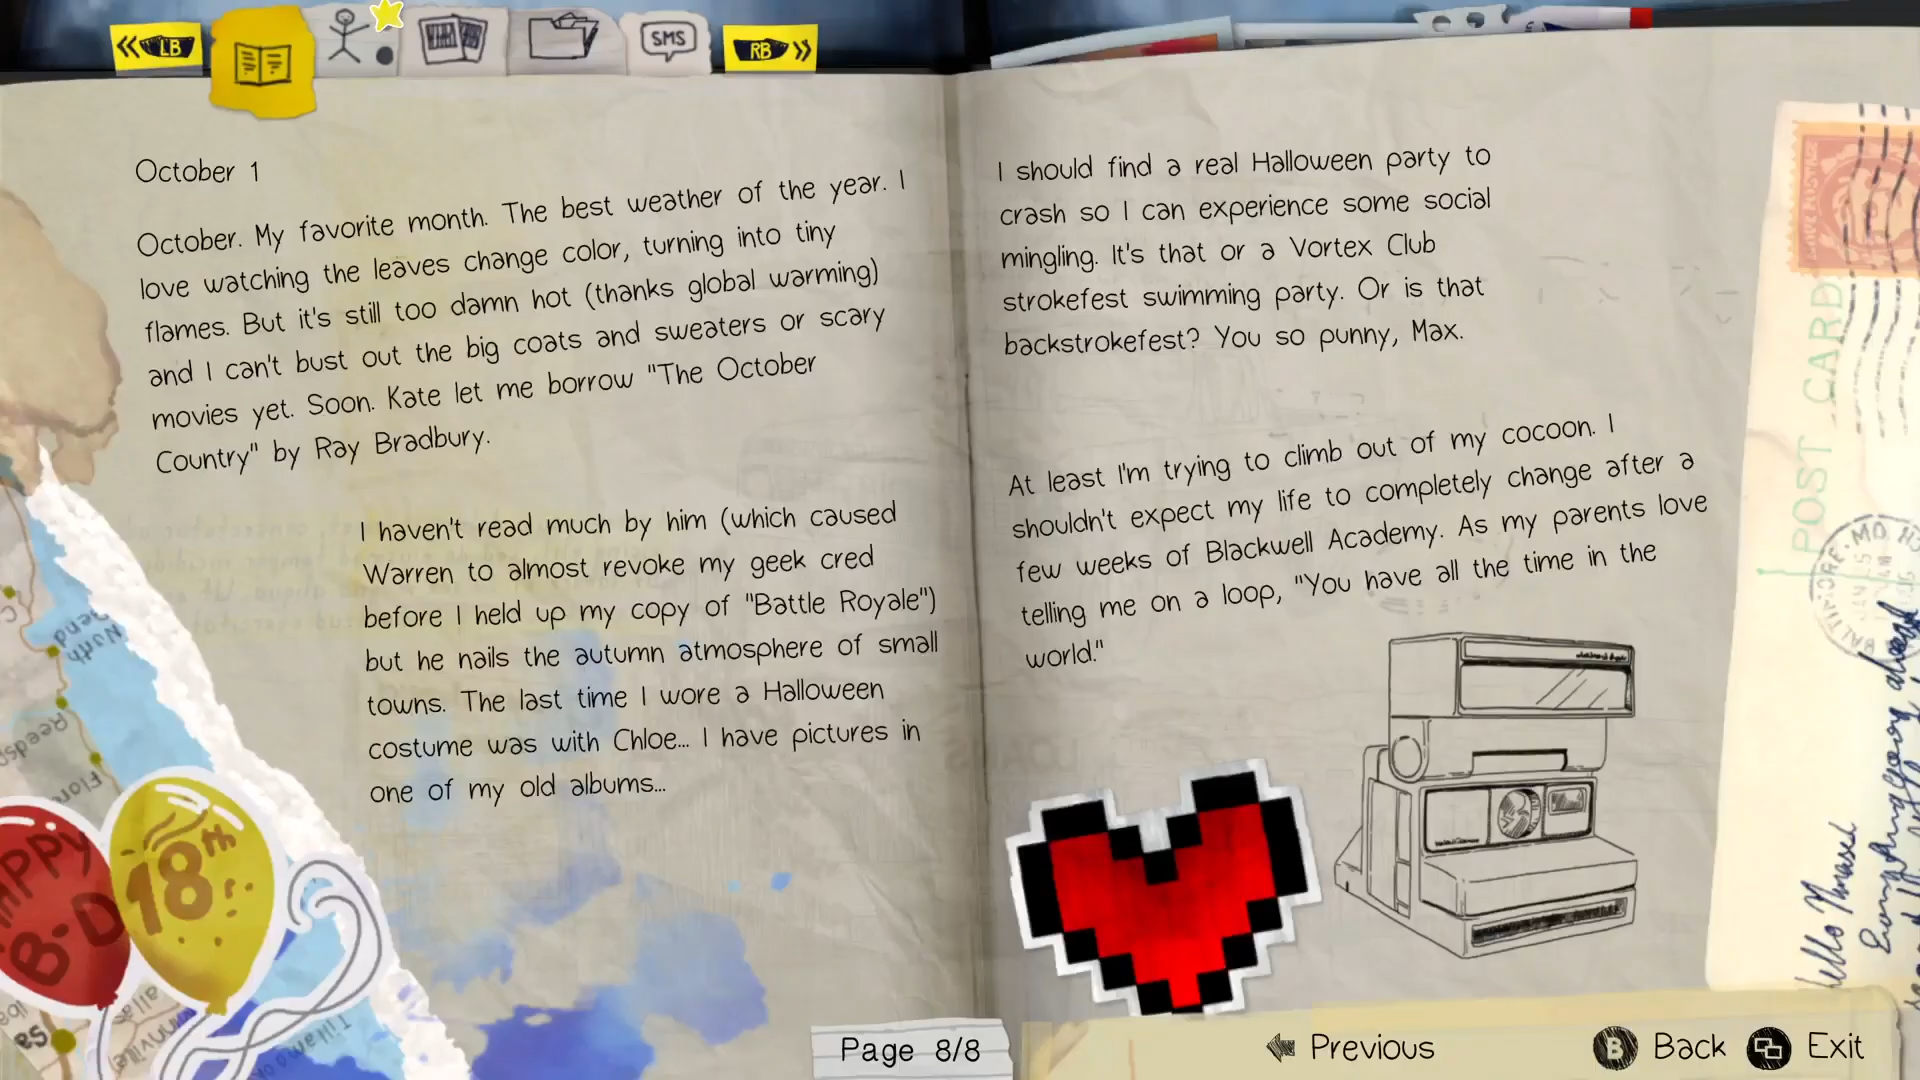 LB
SMS
RB
October 1
October. My favorite month. The best weather of the year. I
love watching the leaves change color, turning into tiny
flames. But it's still too damn hot (thanks global warming)
and I can't bust out the big coats and sweaters or scary
movies yet. Soon. Kate let me borrow "The October
Country" by Ray Bradbury.
I haven't read much by him (which caused
Warren to almost revoke my geek cred
before I held up my copy of "Battle Royale")
but he nails the autumn atmosphere of small
towns. The last time I wore a Halloween
costume was with Chloe... I have pictures in
one of my old albums...
I should find a real Halloween party to
crash so I can experience some social
mingling. It's that or a Vortex Club
strokefest swimming party. Or is that
backstrokefest? You so punny, Max.
At least I'm trying to climb out of my cocoon. I
shouldn't expect my life to completely change after a
few weeks of Blackwell Academy. As my parents love
telling me on a loop, "You have all the time in the
world."
POST CARD
North
Bend
B-D
18th
Page 8/8
Previous
B Back
Exit